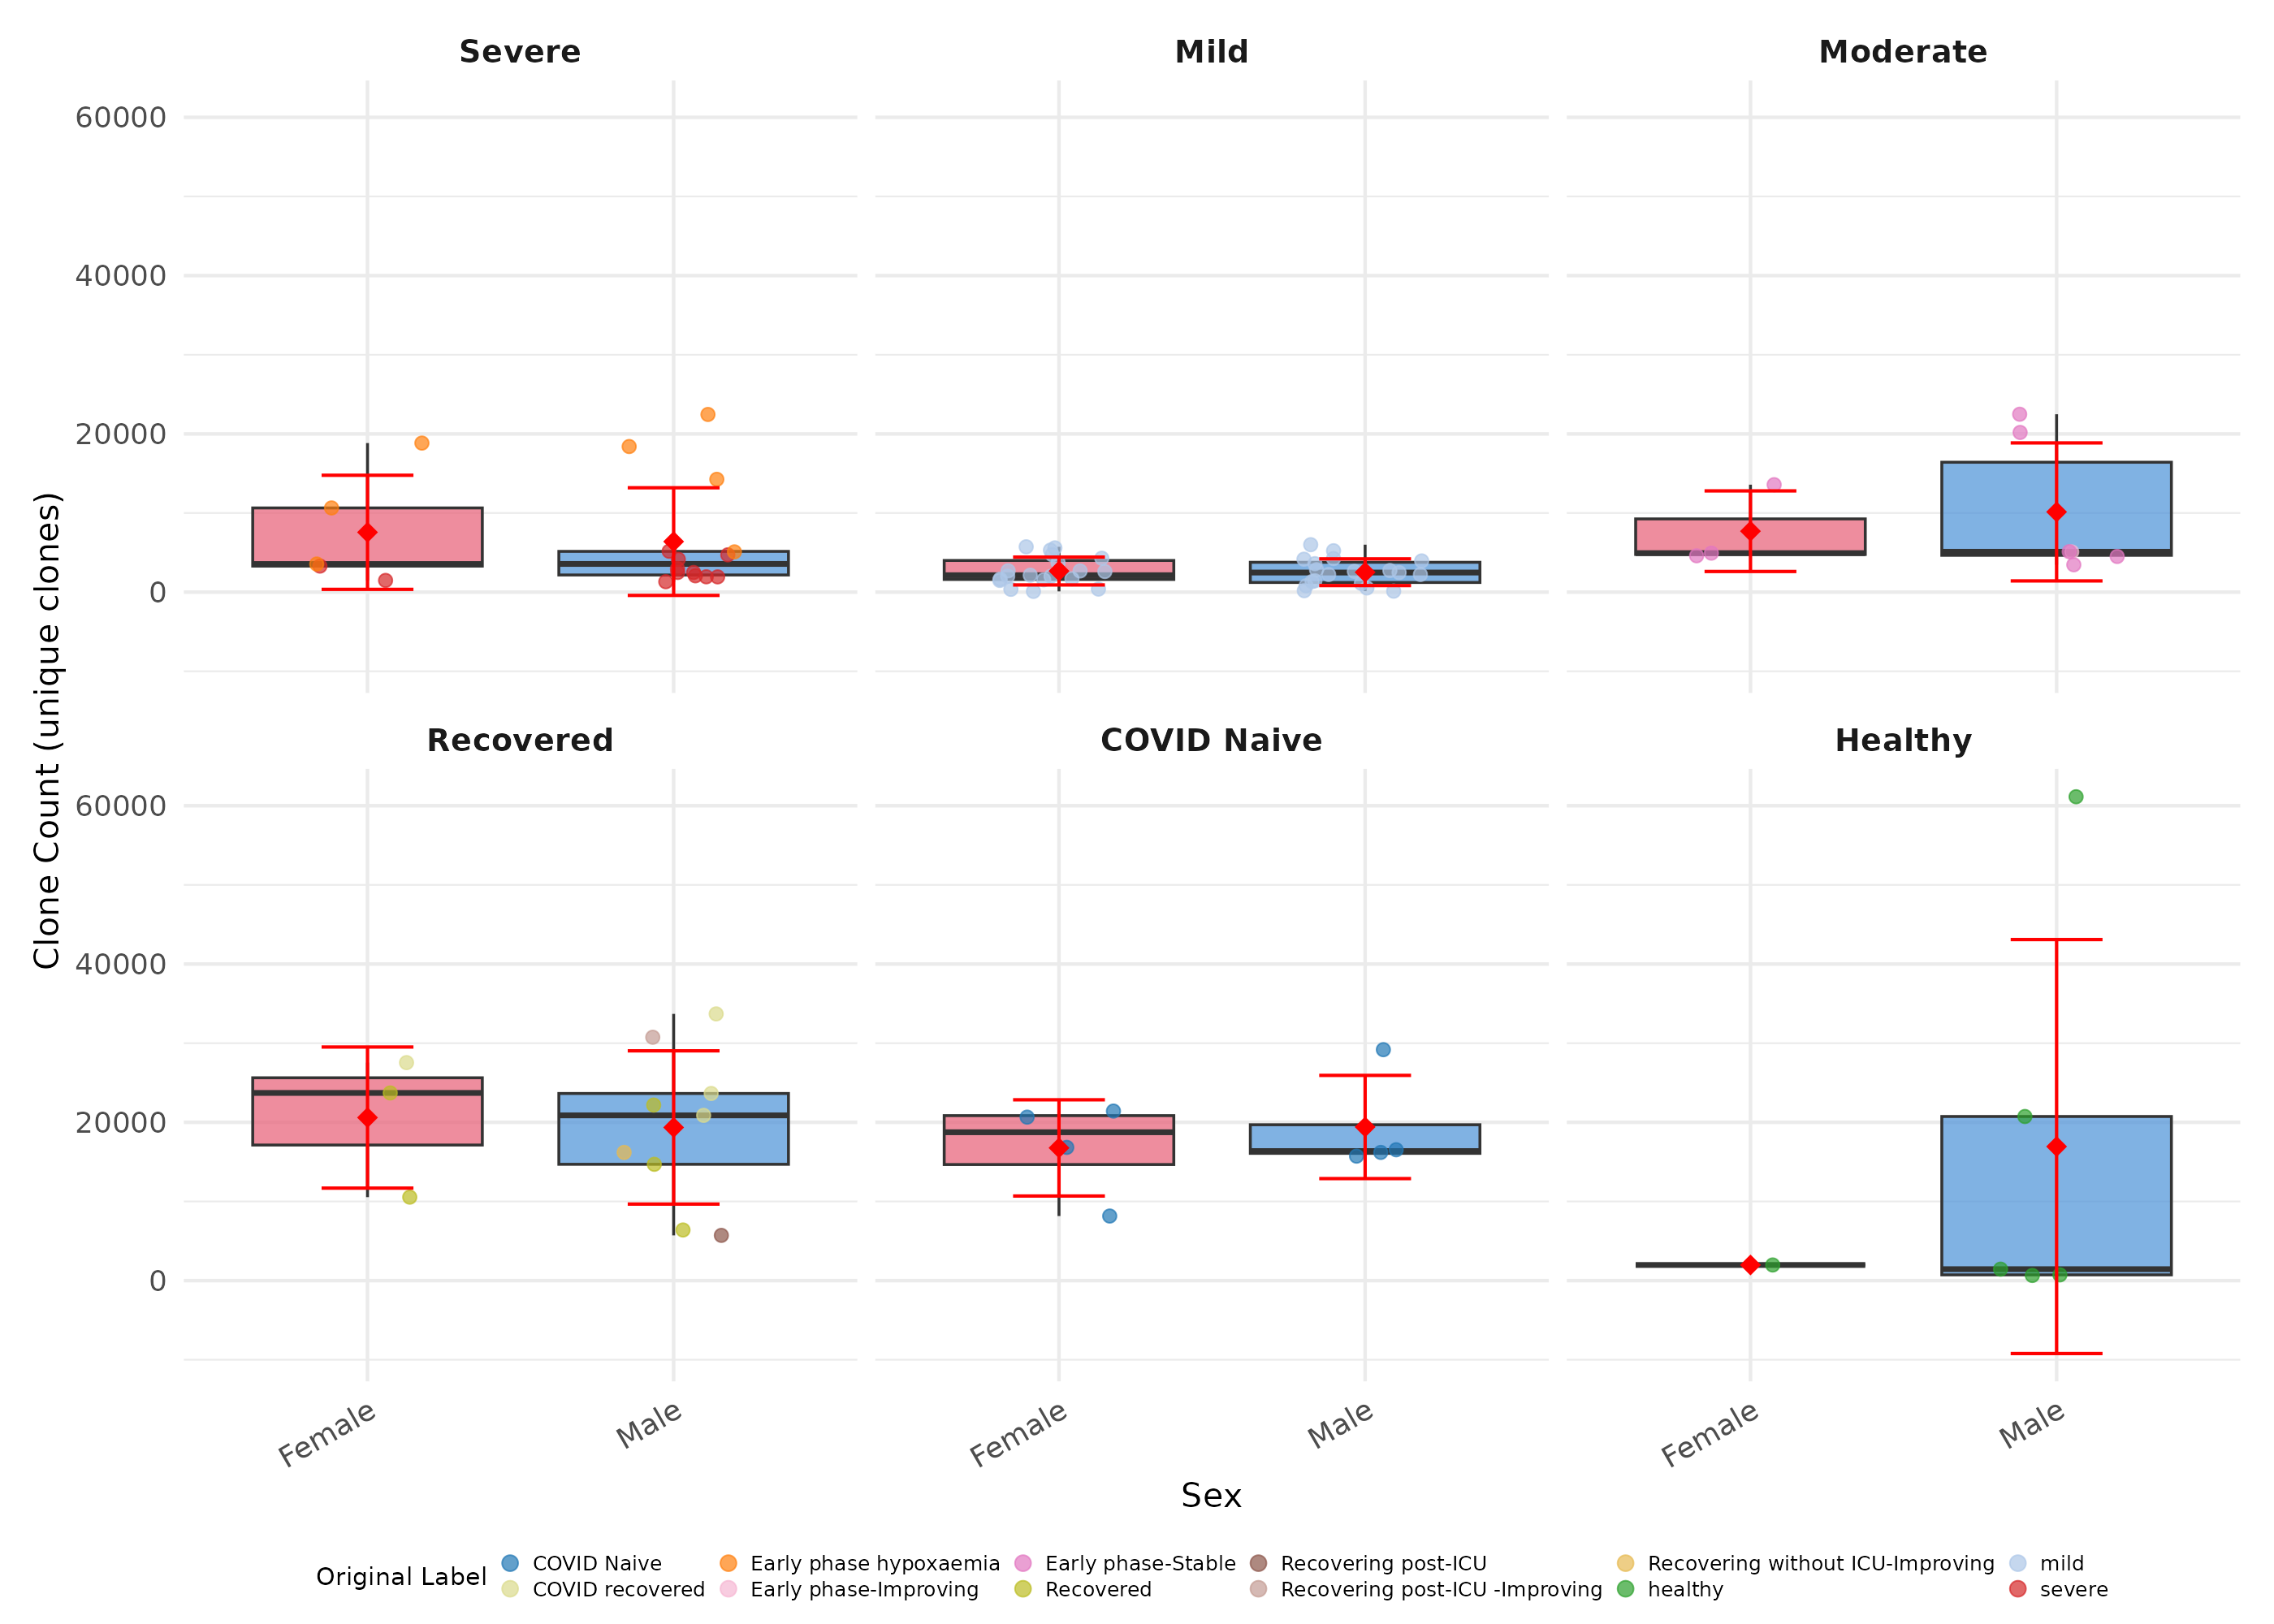 Severe
Mild
Moderate
60000
40000
20000
0
Clone Count (unique clones)
Recovered
COVID Naive
Healthy
60000
40000
20000
0
Female
Male
Female
Male
Female
Male
Sex
Original Label
COVID Naive
Early phase hypoxaemia
Early phase-Stable
Recovering post-ICU
Recovering without ICU-Improving
mild
COVID recovered
Early phase-Improving
Recovered
Recovering post-ICU -Improving
healthy
severe